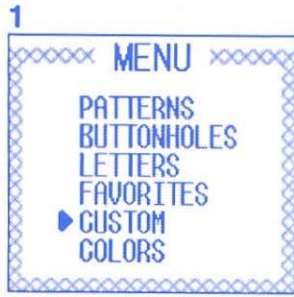 1
MENU
PATTERNS
BUTTONHOLES
LETTERS
FAVORITES
CUSTOM
COLORS